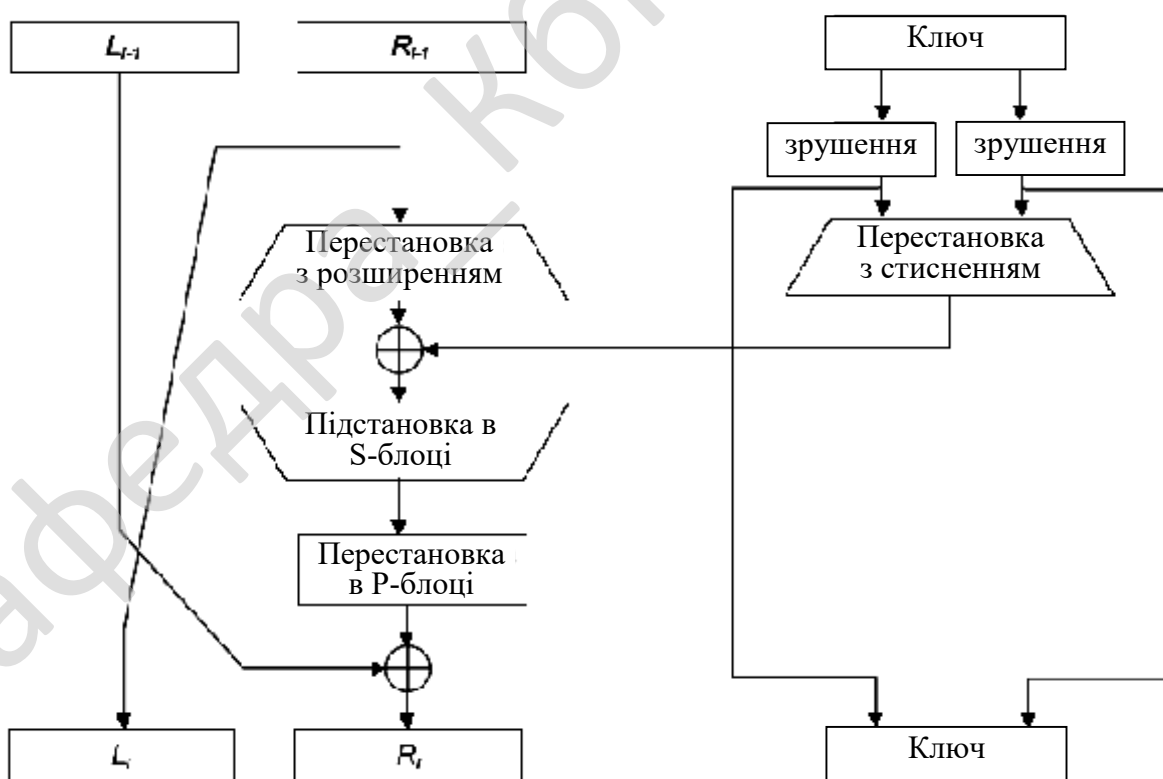 L_{i-1}
R_{i-1}
Ключ
зрушення
зрушення
Перестановка
з розширенням
Перестановка
з стисненням
Підстановка в
S-блоці
Перестановка
в P-блоці
L_i
R_i
Ключ